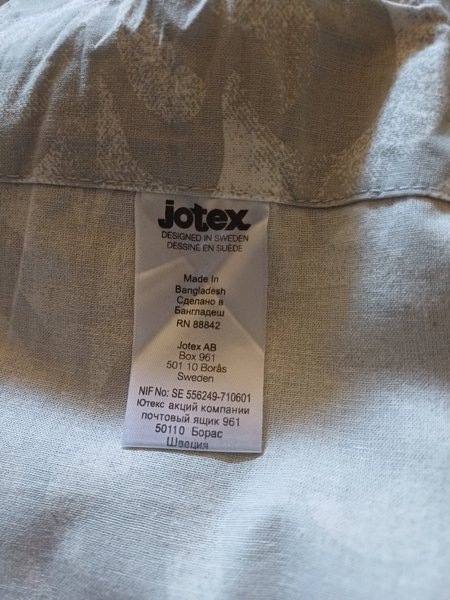 jotex
DESIGNED IN SWEDEN
DESSINÉ EN SUÈDE
Made In
Bangladesh
Сделано в
Бангладеш
RN 88842
Jotex AB
Box 961
501 10 Borås
Sweden
NIF No: SE 556249-710601
Ютекс акций компании
почтовый ящик 961
50110 Борас
Швеция